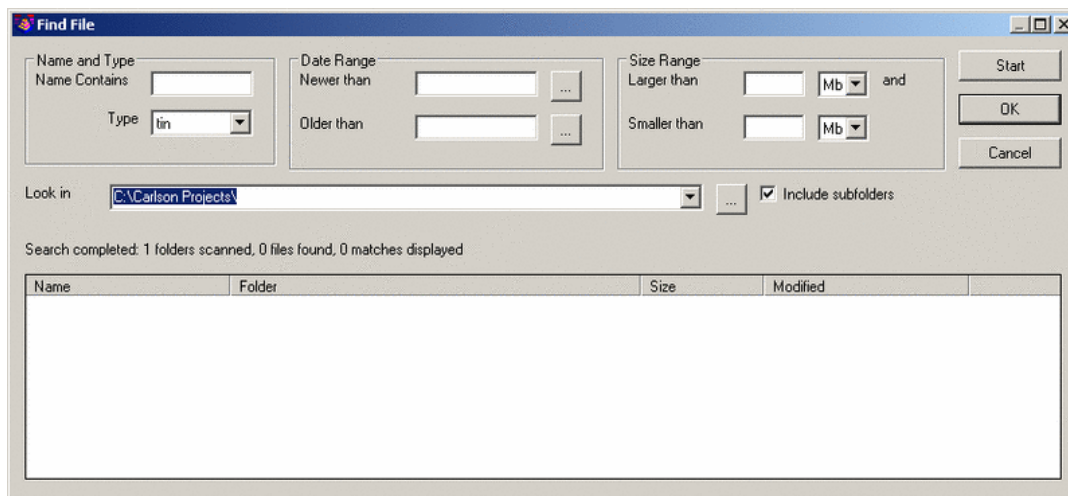 Find File
Name and Type
Name Contains
Type tin
Date Range
Newer than ...
Older than ...
Size Range
Larger than Mb and
Smaller than Mb
Start
OK
Cancel
Look in C:\Carlson Projects\ ... Include subfolders
Search completed: 1 folders scanned, 0 files found, 0 matches displayed
Name Folder Size Modified